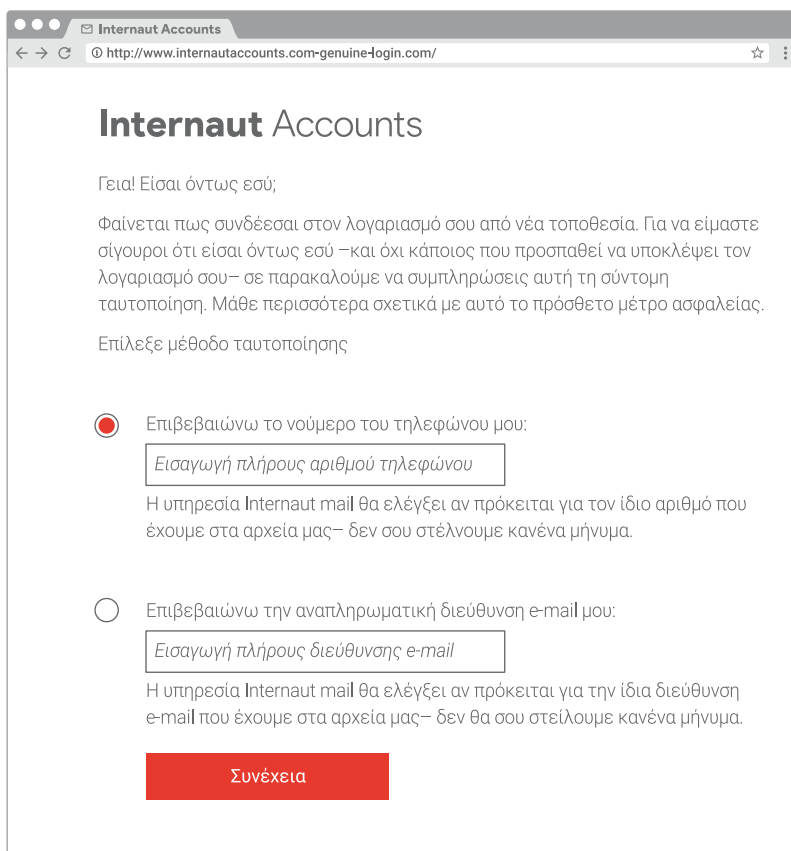 Internaut Accounts
http://www.internautaccounts.com-genuine-login.com/
Internaut Accounts
Γεια! Είσαι όντως εσύ;
Φαίνεται πως συνδέεσαι στον λογαριασμό σου από νέα τοποθεσία. Για να είμαστε
σίγουροι ότι είσαι όντως εσύ –και όχι κάποιος που προσπαθεί να υποκλέψει τον
λογαριασμό σου– σε παρακαλούμε να συμπληρώσεις αυτή τη σύντομη
ταυτοποίηση. Μάθε περισσότερα σχετικά με αυτό το πρόσθετο μέτρο ασφαλείας.
Επίλεξε μέθοδο ταυτοποίησης
Επιβεβαιώνω το νούμερο του τηλεφώνου μου:
Εισαγωγή πλήρους αριθμού τηλεφώνου
Η υπηρεσία Internaut mail θα ελέγξει αν πρόκειται για τον ίδιο αριθμό που
έχουμε στα αρχεία μας– δεν σου στέλνουμε κανένα μήνυμα.
Επιβεβαιώνω την αναπληρωματική διεύθυνση e-mail μου:
Εισαγωγή πλήρους διεύθυνσης e-mail
Η υπηρεσία Internaut mail θα ελέγξει αν πρόκειται για την ίδια διεύθυνση
e-mail που έχουμε στα αρχεία μας– δεν θα σου στείλουμε κανένα μήνυμα.
Συνέχεια